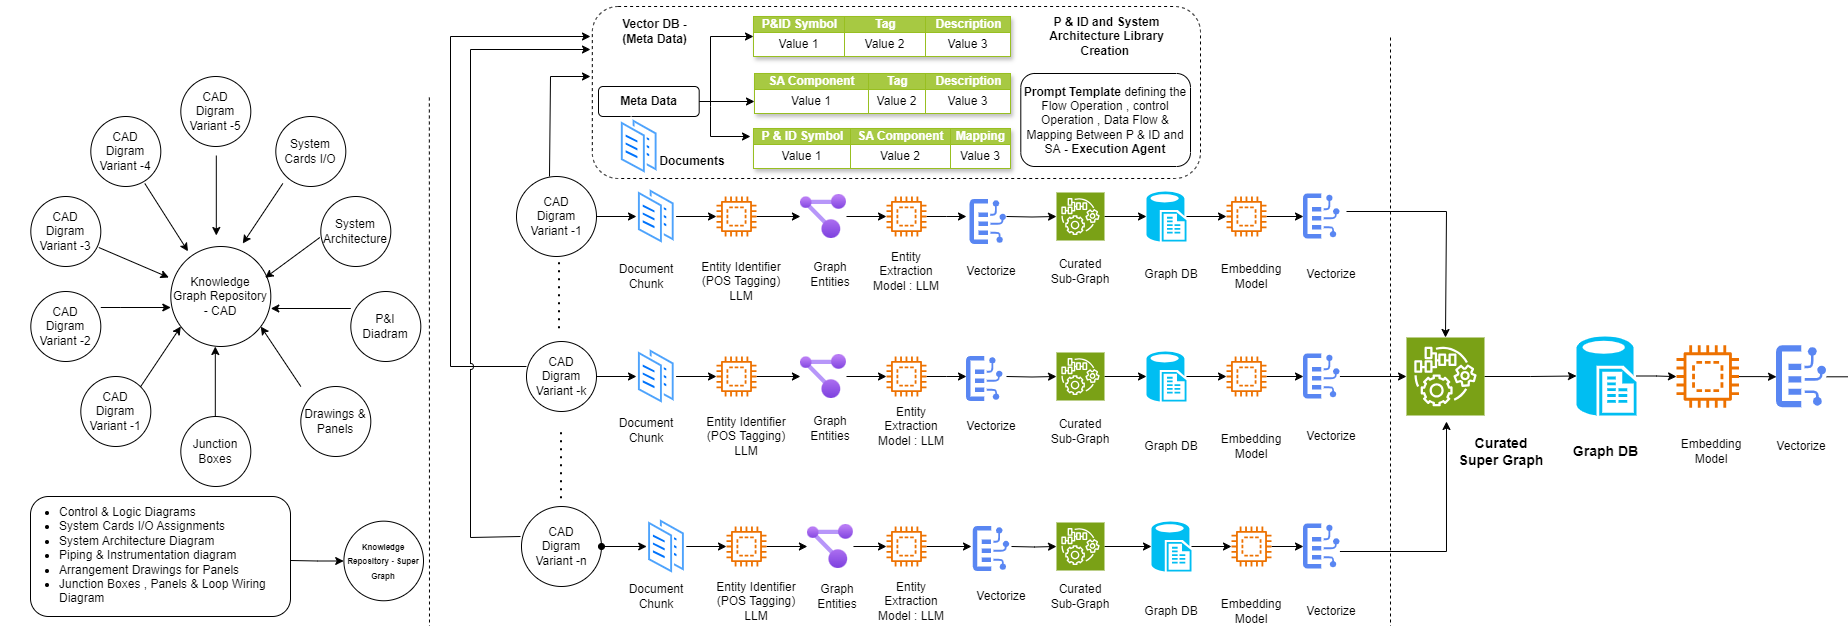 CAD
Digram
Variant -5
CAD
Digram
Variant -4
System
Cards I/O
CAD
Digram
Variant -3
System
Architecture
Knowledge
Graph Repository
- CAD
CAD
Digram
Variant -2
P&I
Diadram
CAD
Digram
Variant -1
Drawings &
Panels
Junction
Boxes
Control & Logic Diagrams
System Cards I/O Assignments
System Architecture Diagram
Piping & Instrumentation diagram
Arrangement Drawings for Panels
Junction Boxes , Panels & Loop Wiring
Diagram
Knowledge
Repository - Super
Graph
Vector DB -
(Meta Data)
Meta Data
Documents
P&ID Symbol Tag Description
Value 1 Value 2 Value 3
SA Component Tag Description
Value 1 Value 2 Value 3
P & ID Symbol SA Component Mapping
Value 1 Value 2 Value 3
P & ID and System
Architecture Library
Creation
Prompt Template defining the
Flow Operation , control
Operation , Data Flow &
Mapping Between P & ID and
SA - Execution Agent
CAD
Digram
Variant -1
Document
Chunk
Entity Identifier
(POS Tagging)
LLM
Graph
Entities
Entity
Extraction
Model : LLM
Vectorize
Curated
Sub-Graph
Graph DB
Embedding
Model
Vectorize
CAD
Digram
Variant -k
Document
Chunk
Entity Identifier
(POS Tagging)
LLM
Graph
Entities
Entity
Extraction
Model : LLM
Vectorize
Curated
Sub-Graph
Graph DB
Embedding
Model
Vectorize
CAD
Digram
Variant -n
Document
Chunk
Entity Identifier
(POS Tagging)
LLM
Graph
Entities
Entity
Extraction
Model : LLM
Vectorize
Curated
Sub-Graph
Graph DB
Embedding
Model
Vectorize
Curated
Super Graph
Graph DB
Embedding
Model
Vectorize